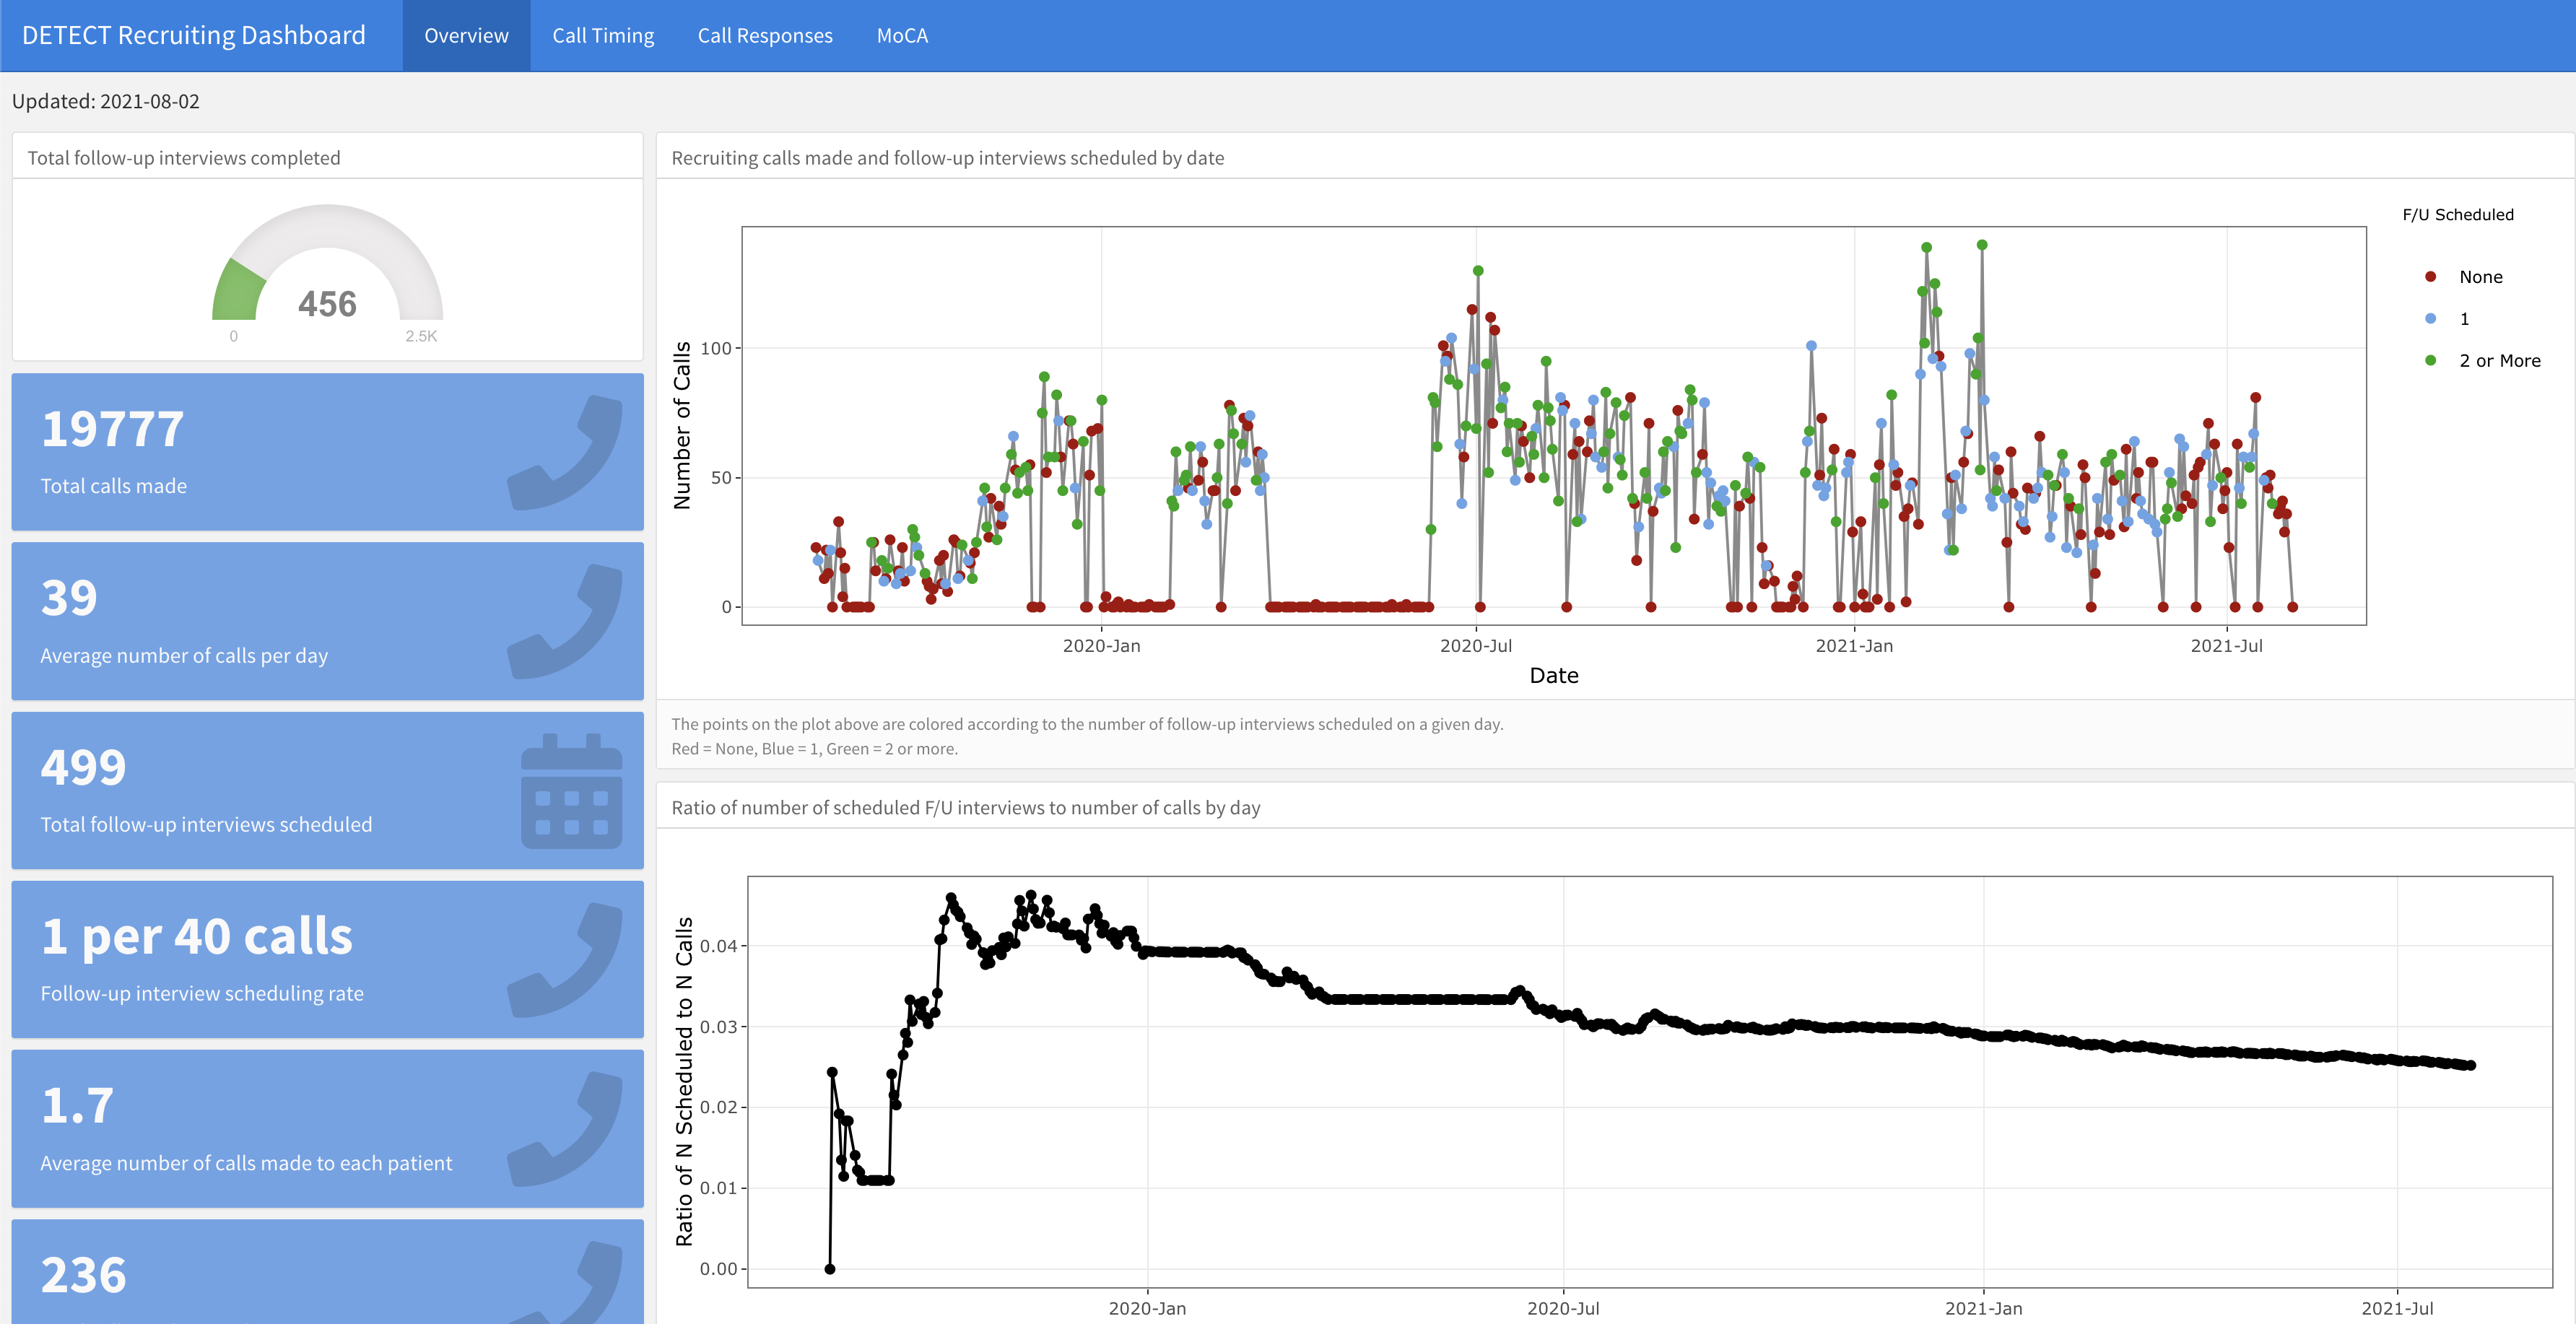 DETECT Recruiting Dashboard
Overview
Call Timing
Call Responses
MoCA
Updated: 2021-08-02
Total follow-up interviews completed
456
0
2.5K
19777
Total calls made
39
Average number of calls per day
499
Total follow-up interviews scheduled
1 per 40 calls
Follow-up interview scheduling rate
1.7
Average number of calls made to each patient
236
Recruiting calls made and follow-up interviews scheduled by date
Number of Calls
100
50
0
2020-Jan
2020-Jul
2021-Jan
2021-Jul
Date
F/U Scheduled
None
1
2 or More
The points on the plot above are colored according to the number of follow-up interviews scheduled on a given day.
Red = None, Blue = 1, Green = 2 or more.
Ratio of number of scheduled F/U interviews to number of calls by day
Ratio of N Scheduled to N Calls
0.04
0.03
0.02
0.01
0.00
2020-Jan
2020-Jul
2021-Jan
2021-Jul